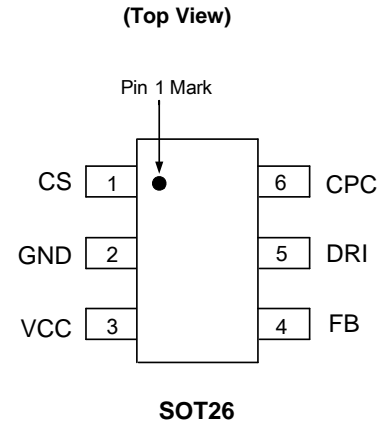 (Top View)
Pin 1 Mark
CS 1 6 CPC
GND 2 5 DRI
VCC 3 4 FB
SOT26